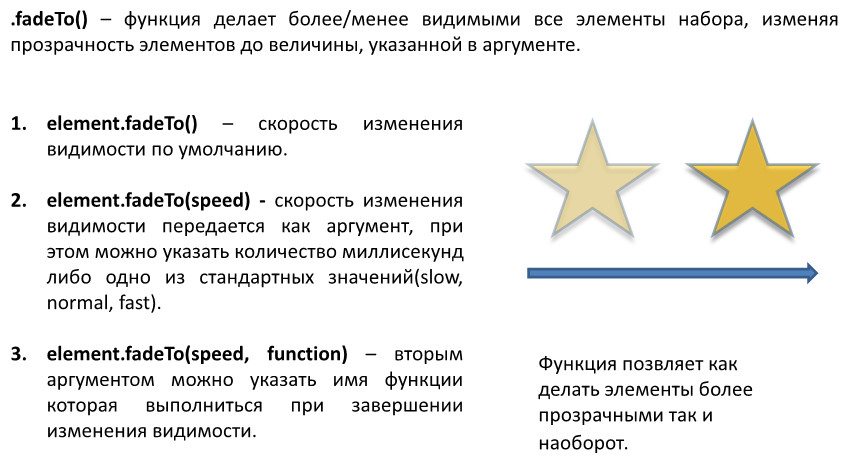 .fadeTo() – функция делает более/менее видимыми все элементы набора, изменяя
прозрачность элементов до величины, указанной в аргументе.
1. element.fadeTo() – скорость изменения
видимости по умолчанию.
2. element.fadeTo(speed) - скорость изменения
видимости передается как аргумент, при
этом можно указать количество миллисекунд
либо одно из стандартных значений(slow,
normal, fast).
3. element.fadeTo(speed, function) – вторым
аргументом можно указать имя функции
которая выполниться при завершении
изменения видимости.
Функция позвляет как
делать элементы более
прозрачными так и
наоборот.